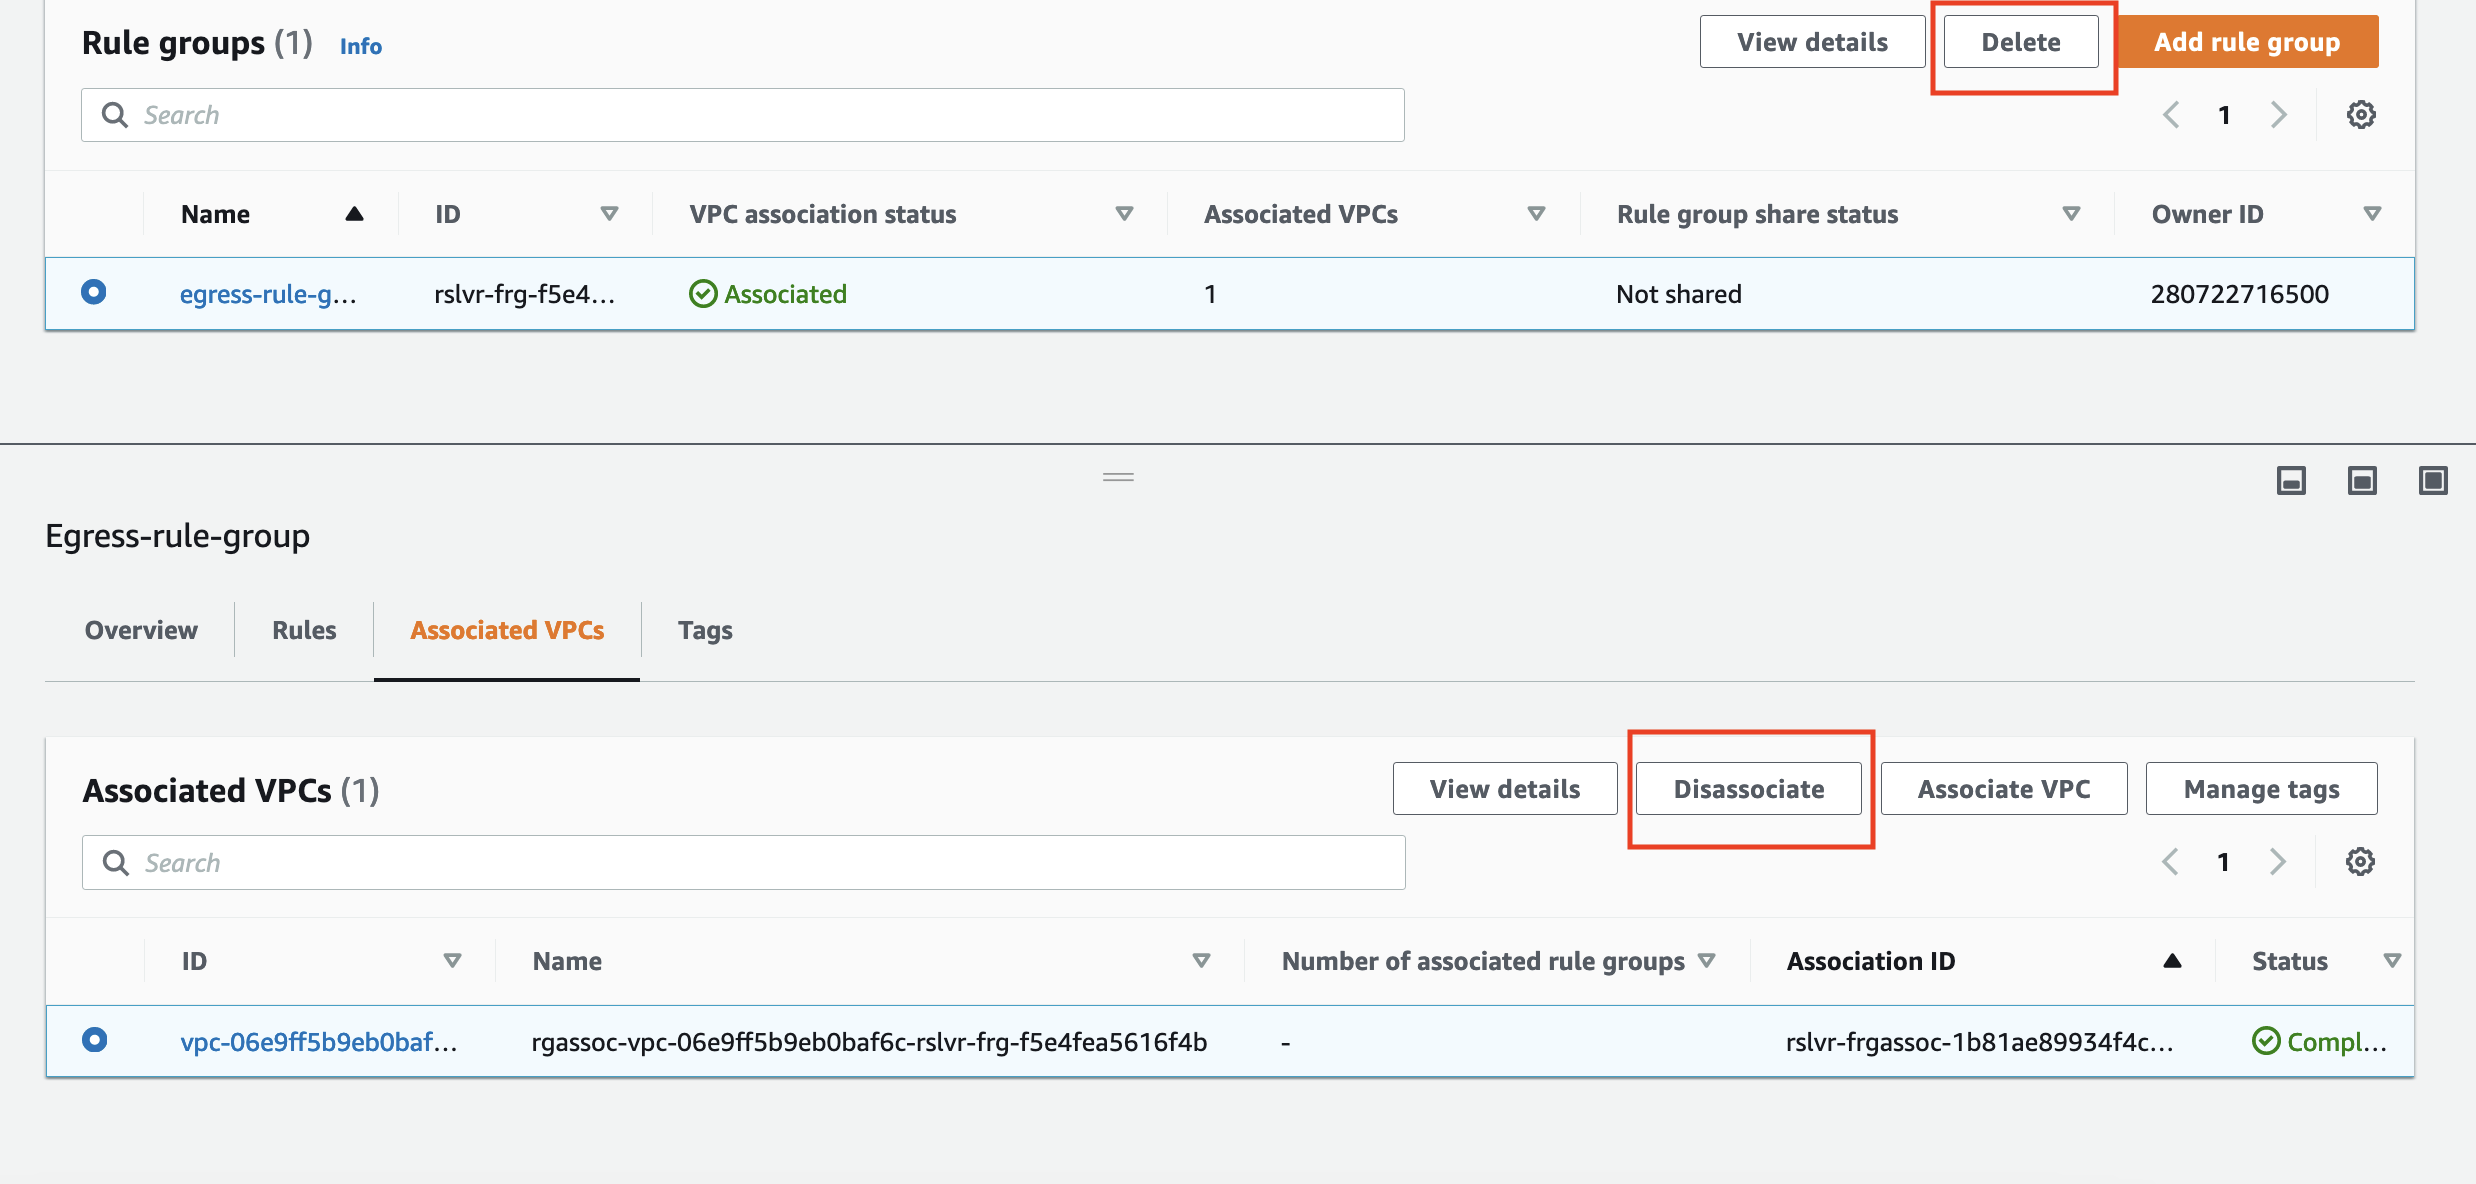 Rule groups (1) Info View details Delete Add rule group
Search 1
Name ID VPC association status Associated VPCs Rule group share status Owner ID
egress-rule-g... rslvr-frg-f5e4... Associated 1 Not shared 280722716500
Egress-rule-group
Overview Rules Associated VPCs Tags
Associated VPCs (1) View details Disassociate Associate VPC Manage tags
Search 1
ID Name Number of associated rule groups Association ID Status
vpc-06e9ff5b9eb0baf... rgassoc-vpc-06e9ff5b9eb0baf6c-rslvr-frg-f5e4fea5616f4b - rslvr-frgassoc-1b81ae89934f4c... Compl...